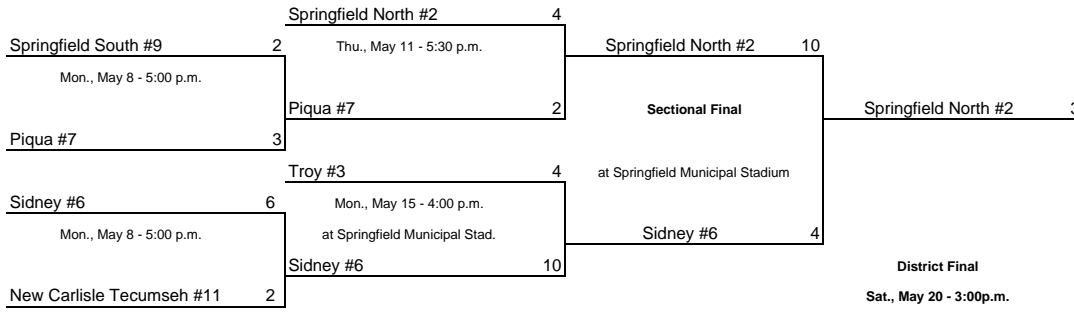 Springfield North #2 4
Springfield South #9 2
Thu., May 11 - 5:30 p.m.
Springfield North #2 10
Mon., May 8 - 5:00 p.m.
Piqua #7 2
Sectional Final
Springfield North #2
Piqua #7 3
Troy #3 4
at Springfield Municipal Stadium
Sidney #6 6
Mon., May 15 - 4:00 p.m.
Mon., May 8 - 5:00 p.m.
at Springfield Municipal Stad.
Sidney #6 4
Sidney #6 10
District Final
New Carlisle Tecumseh #11 2
Sat., May 20 - 3:00p.m.